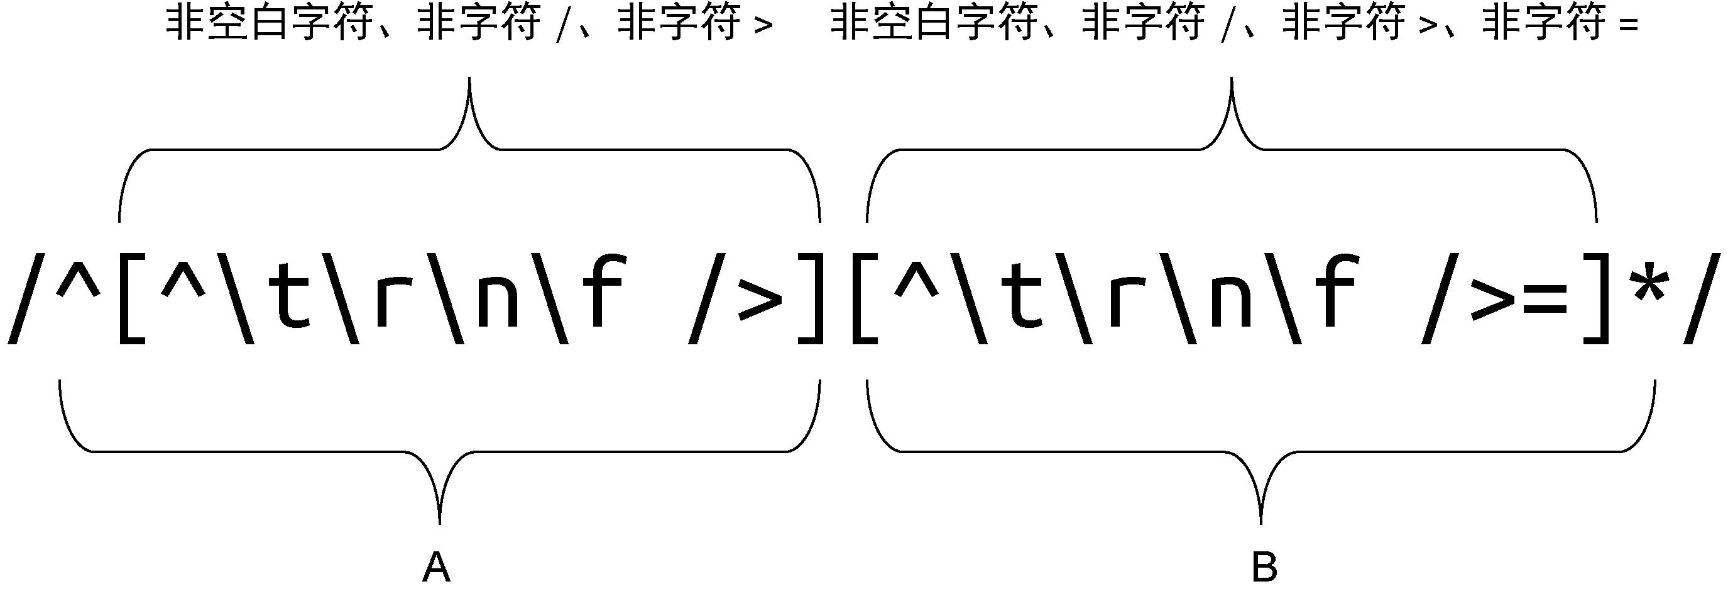 非空白字符、非字符 /、非字符 > 非空白字符、非字符 /、非字符 >、非字符 =
/^[^\t\r\n\f />][^\t\r\n\f />=]*/
A B